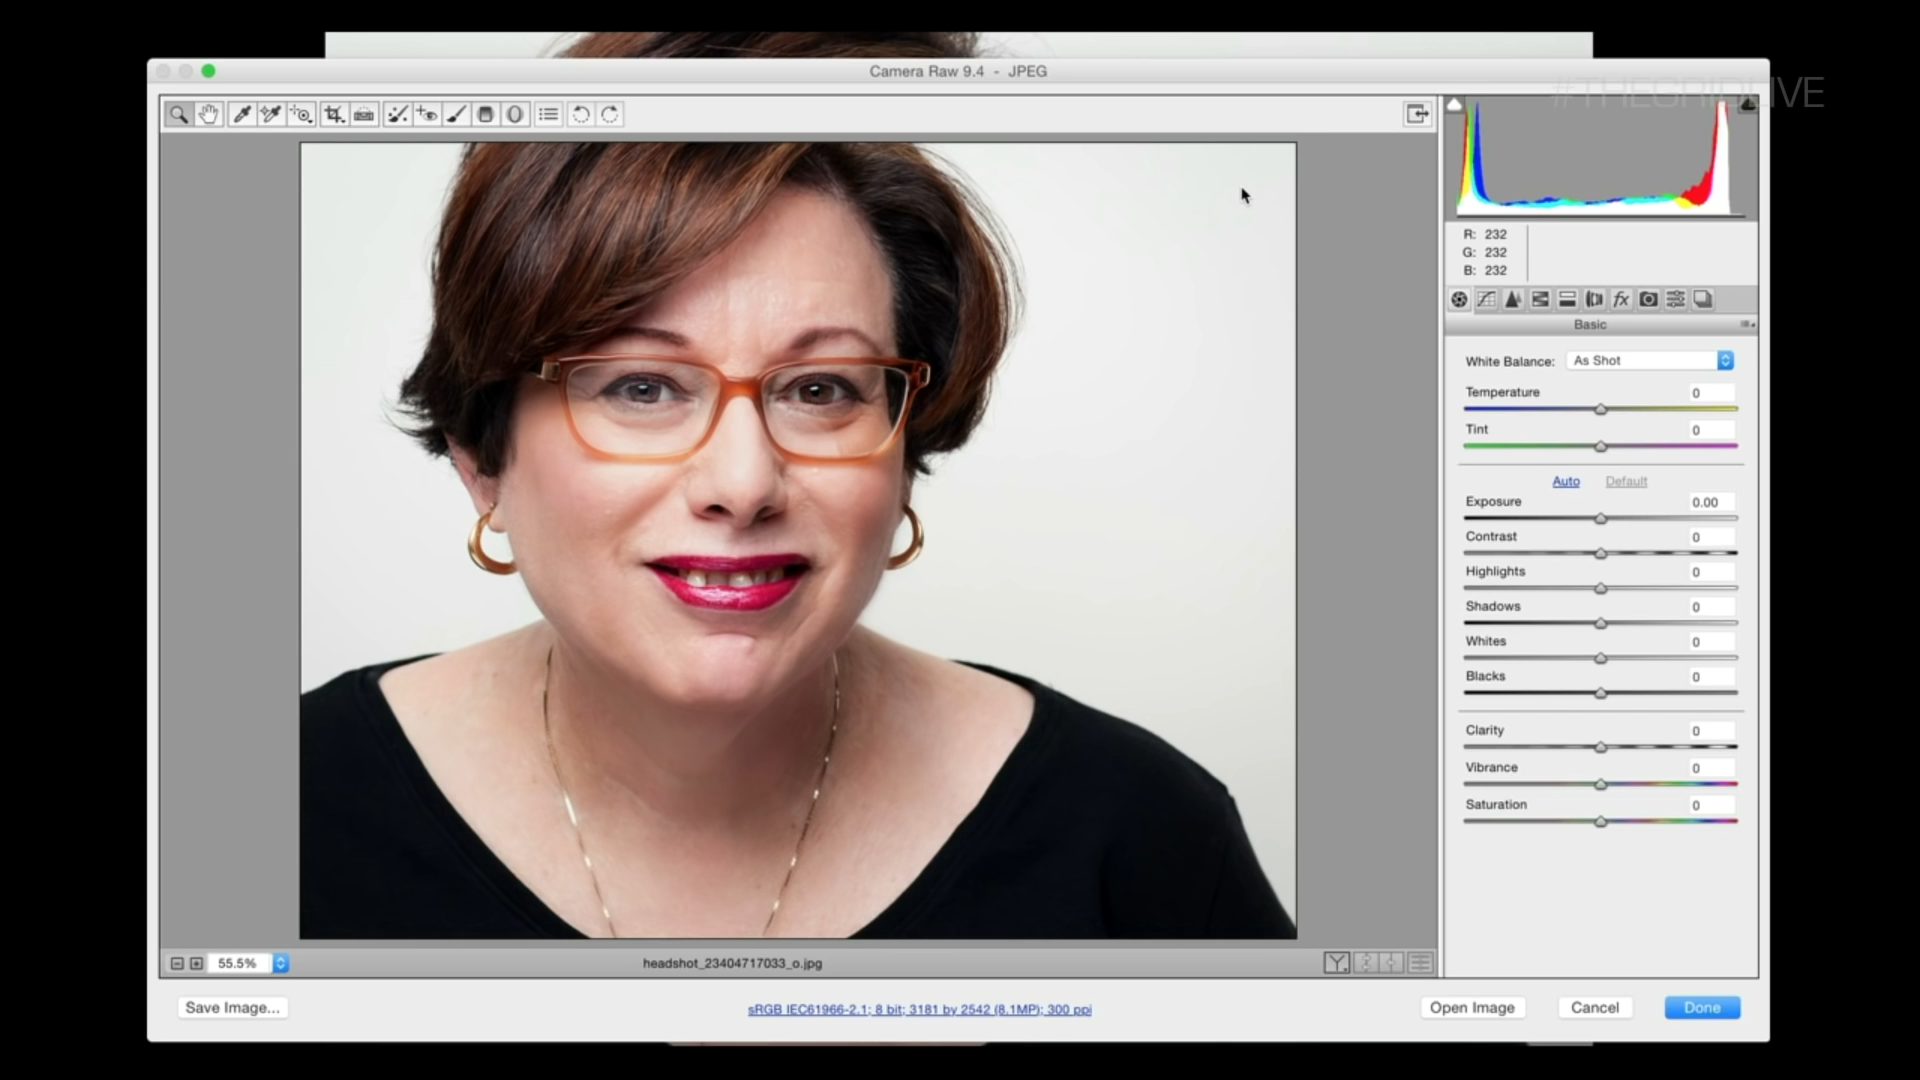 Camera Raw 9.4 - JPEG
#THEGRIDLIVE
R: 232
G: 232
B: 232
fx
Basic
White Balance: As Shot
Temperature 0
Tint 0
Auto Default
Exposure 0.00
Contrast 0
Highlights 0
Shadows 0
Whites 0
Blacks 0
Clarity 0
Vibrance 0
Saturation 0
55.5%
headshot_23404717033_o.jpg
Y
Save Image...
sRGB IEC61966-2.1; 8 bit; 3181 by 2542 (8.1MP); 300 ppi
Open Image
Cancel
Done